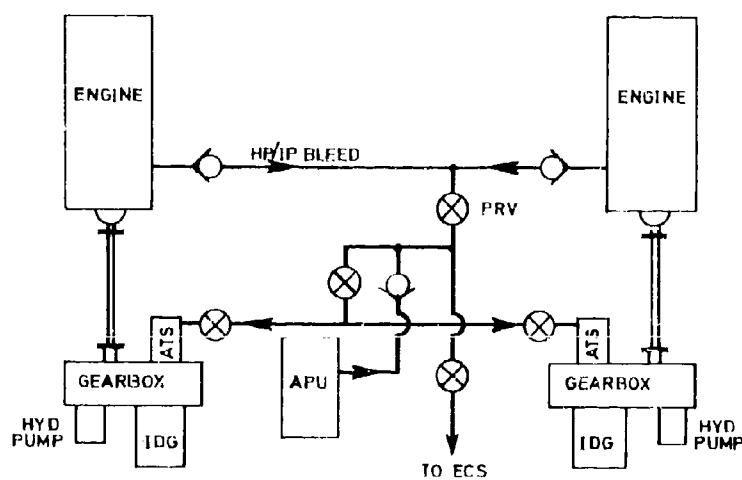 ENGINE
ENGINE
HP/IP BLEED
PRV
ATS
ATS
GEARBOX
APU
GEARBOX
HYD
PUMP
IDG
IDG
HYD
PUMP
TO ECS